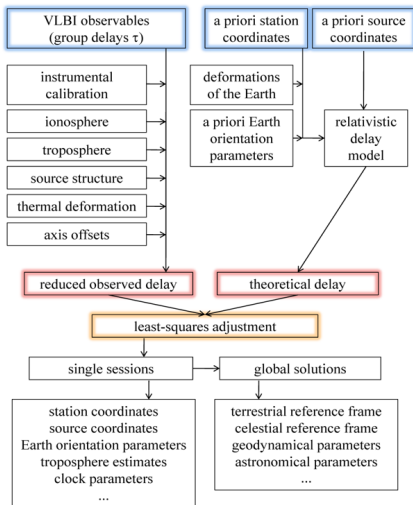 VLBI observables
(group delays τ)
a priori station
coordinates
a priori source
coordinates
instrumental
calibration
ionosphere
troposphere
source structure
thermal deformation
axis offsets
deformations
of the Earth
a priori Earth
orientation
parameters
relativistic
delay
model
reduced observed delay
theoretical delay
least-squares adjustment
single sessions
global solutions
station coordinates
source coordinates
Earth orientation parameters
troposphere estimates
clock parameters
...
terrestrial reference frame
celestial reference frame
geodynamical parameters
astronomical parameters
...